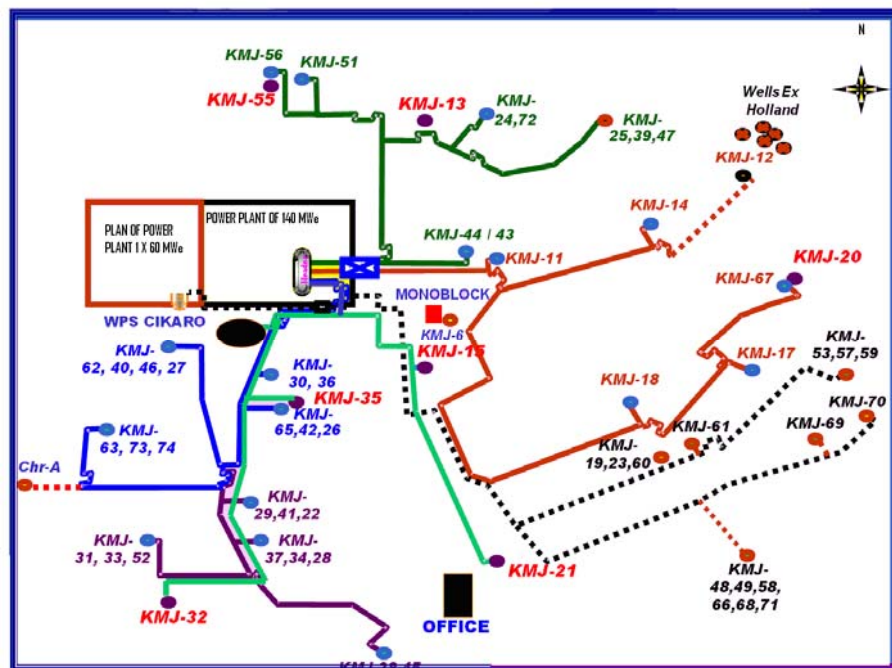 N
KMJ-56
KMJ-51
KMJ-55
KMJ-13
KMJ-
24,72
KMJ-
25,39,47
Wells Ex
Holland
KMJ-12
KMJ-14
PLAN OF POWER
PLANT 1 X 60 MWe
POWER PLANT OF 140 MWe
KMJ-44 / 43
KMJ-11
KMJ-20
KMJ-67
MONOBLOCK
WPS CIKARO
KMJ-6
KMJ-
62, 40, 46, 27
KMJ-
30, 36
KMJ-15
KMJ-
53,57,59
KMJ-17
KMJ-35
KMJ-18
KMJ-70
KMJ-
65,42,26
KMJ-61
KMJ-69
KMJ-
63, 73, 74
KMJ-
19,23,60
Chr-A
KMJ-
29,41,22
KMJ-
31, 33, 52
KMJ-
37,34,28
KMJ-21
KMJ-
48,49,58,
66,68,71
KMJ-32
OFFICE